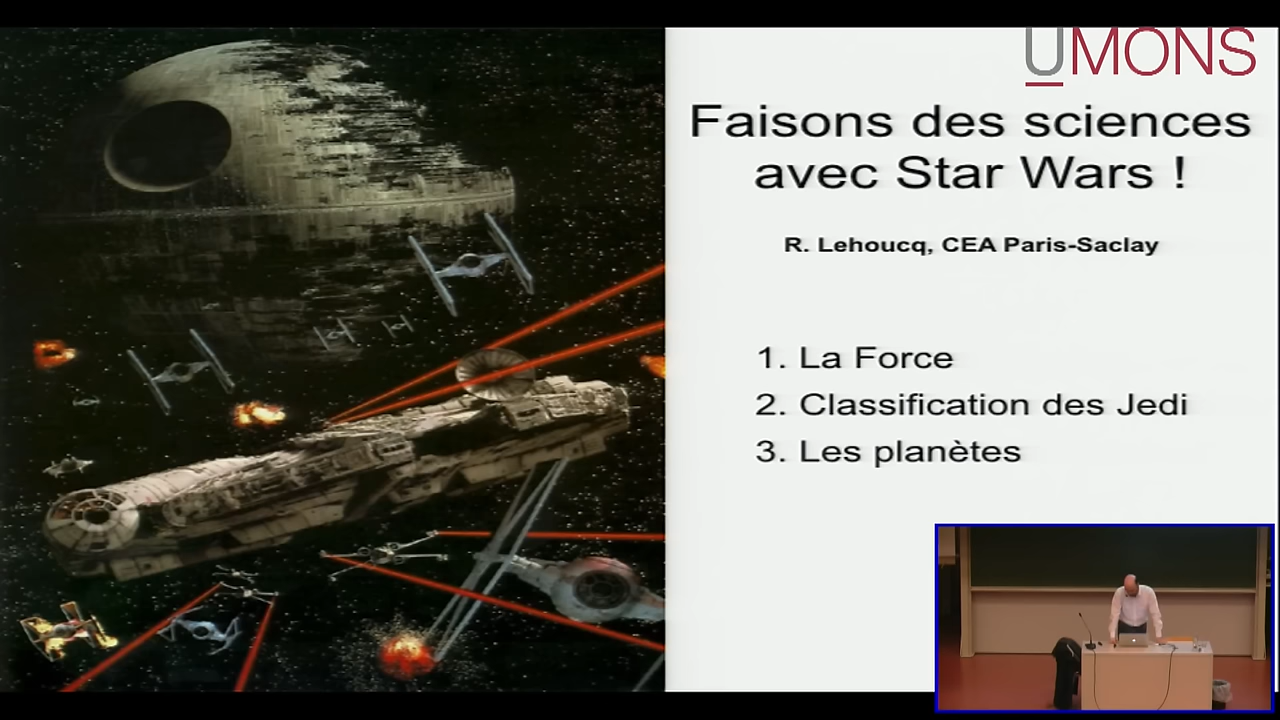 UMONS
Faisons des sciences
avec Star Wars !
R. Lehoucq, CEA Paris-Saclay
1. La Force
2. Classification des Jedi
3. Les planètes